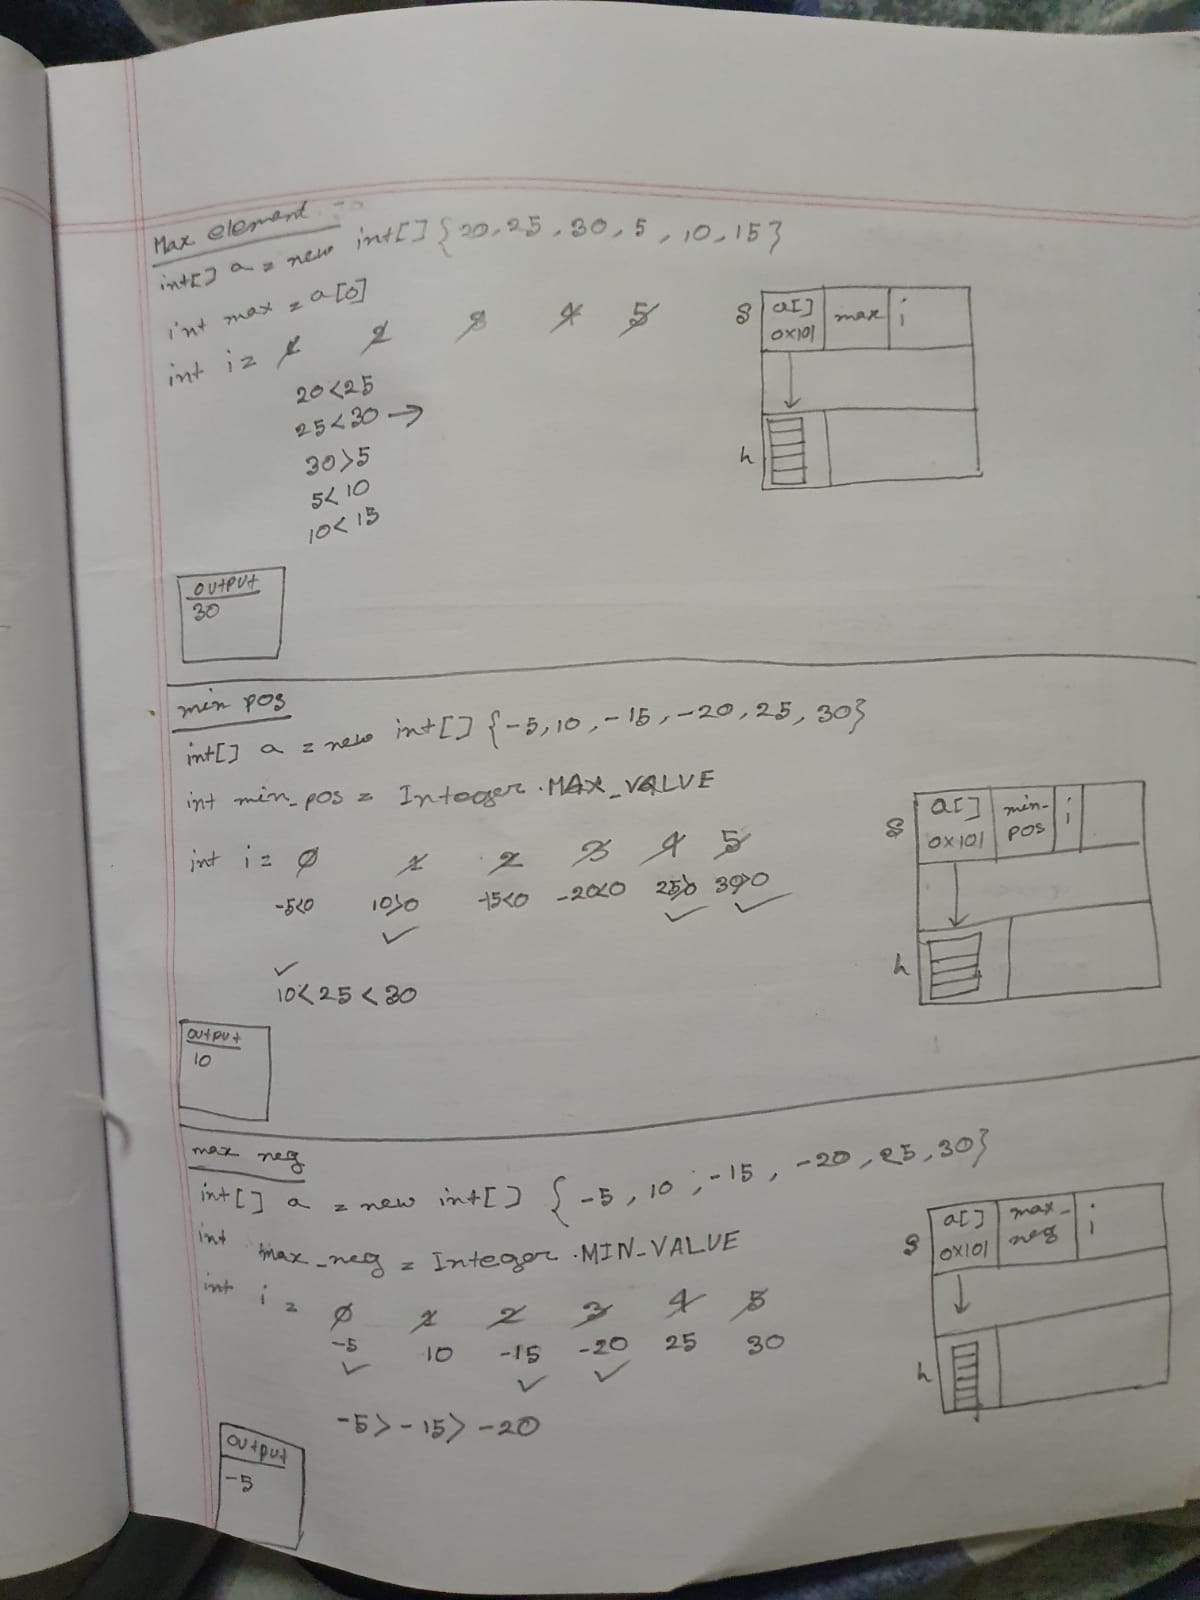 Max element
int[] a = new int[] {20,25,30,5,10,15}
int max = a[0]
int i = 1 2 3 4 5
20<25
25<30 →
30>5
5<10
10<15
S a[] max i
0x101
h
output
30
min pos
int[] a = new int[] {-5,10,-15,-20,25,30}
int min_pos = Integer.MAX_VALUE
int i = 0 1 2 3 4 5
-5<0 10>0 -15<0 -20<0 25>0 30>0
✓ ✓ ✓
✓
10<25<30
S a[] min- i
0x101 pos
h
output
10
max neg
int[] a = new int[] {-5,10,-15,-20,25,30}
int max_neg = Integer.MIN_VALUE
int i = 0 1 2 3 4 5
-5 10 -15 -20 25 30
✓ ✓ ✓
-5>-15>-20
S a[] max- i
0x101 neg
h
output
-5